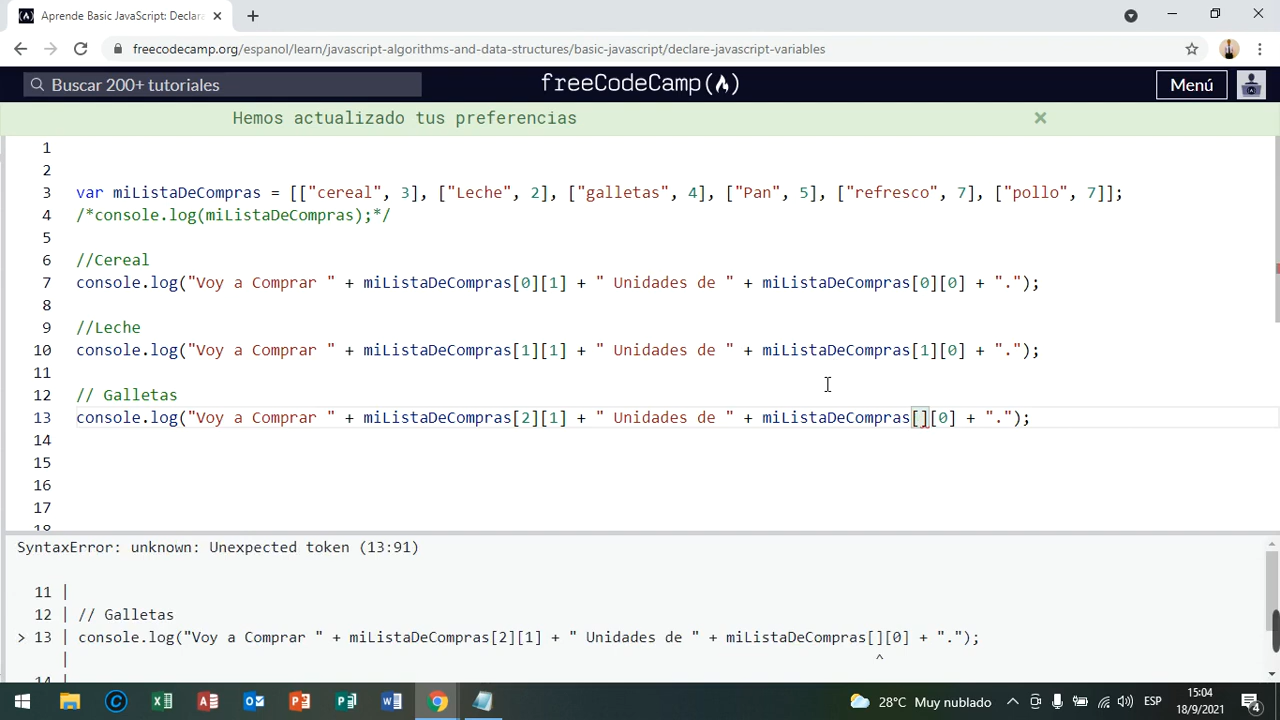 Aprende Basic JavaScript: Declara
freecodecamp.org/espanol/learn/javascript-algorithms-and-data-structures/basic-javascript/declare-javascript-variables
Buscar 200+ tutoriales
freeCodeCamp
Menú
Hemos actualizado tus preferencias
1
2
3 var miListaDeCompras = [["cereal", 3], ["Leche", 2], ["galletas", 4], ["Pan", 5], ["refresco", 7], ["pollo", 7]];
4 /*console.log(miListaDeCompras);*/
5
6 //Cereal
7 console.log("Voy a Comprar " + miListaDeCompras[0][1] + " Unidades de " + miListaDeCompras[0][0] + ".");
8
9 //Leche
10 console.log("Voy a Comprar " + miListaDeCompras[1][1] + " Unidades de " + miListaDeCompras[1][0] + ".");
11
12 // Galletas
13 console.log("Voy a Comprar " + miListaDeCompras[2][1] + " Unidades de " + miListaDeCompras[][0] + ".");
14
15
16
17
18
SyntaxError: unknown: Unexpected token (13:91)
11 |
12 | // Galletas
> 13 | console.log("Voy a Comprar " + miListaDeCompras[2][1] + " Unidades de " + miListaDeCompras[][0] + ".");
| ^
14 |
28°C Muy nublado
ESP
15:04
18/9/2021
4